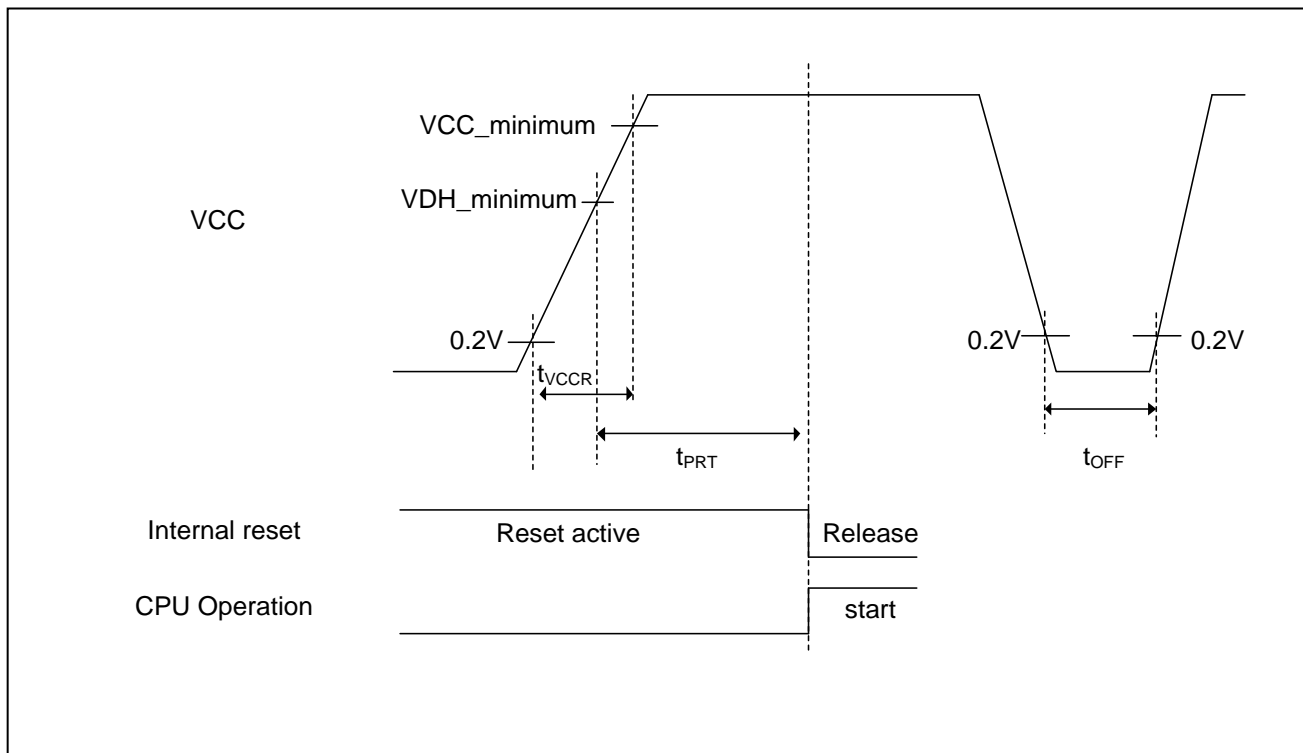 VCC_minimum
VDH_minimum
VCC
0.2V
0.2V
0.2V
tVCCR
tPRT
tOFF
Internal reset
Reset active
Release
CPU Operation
start